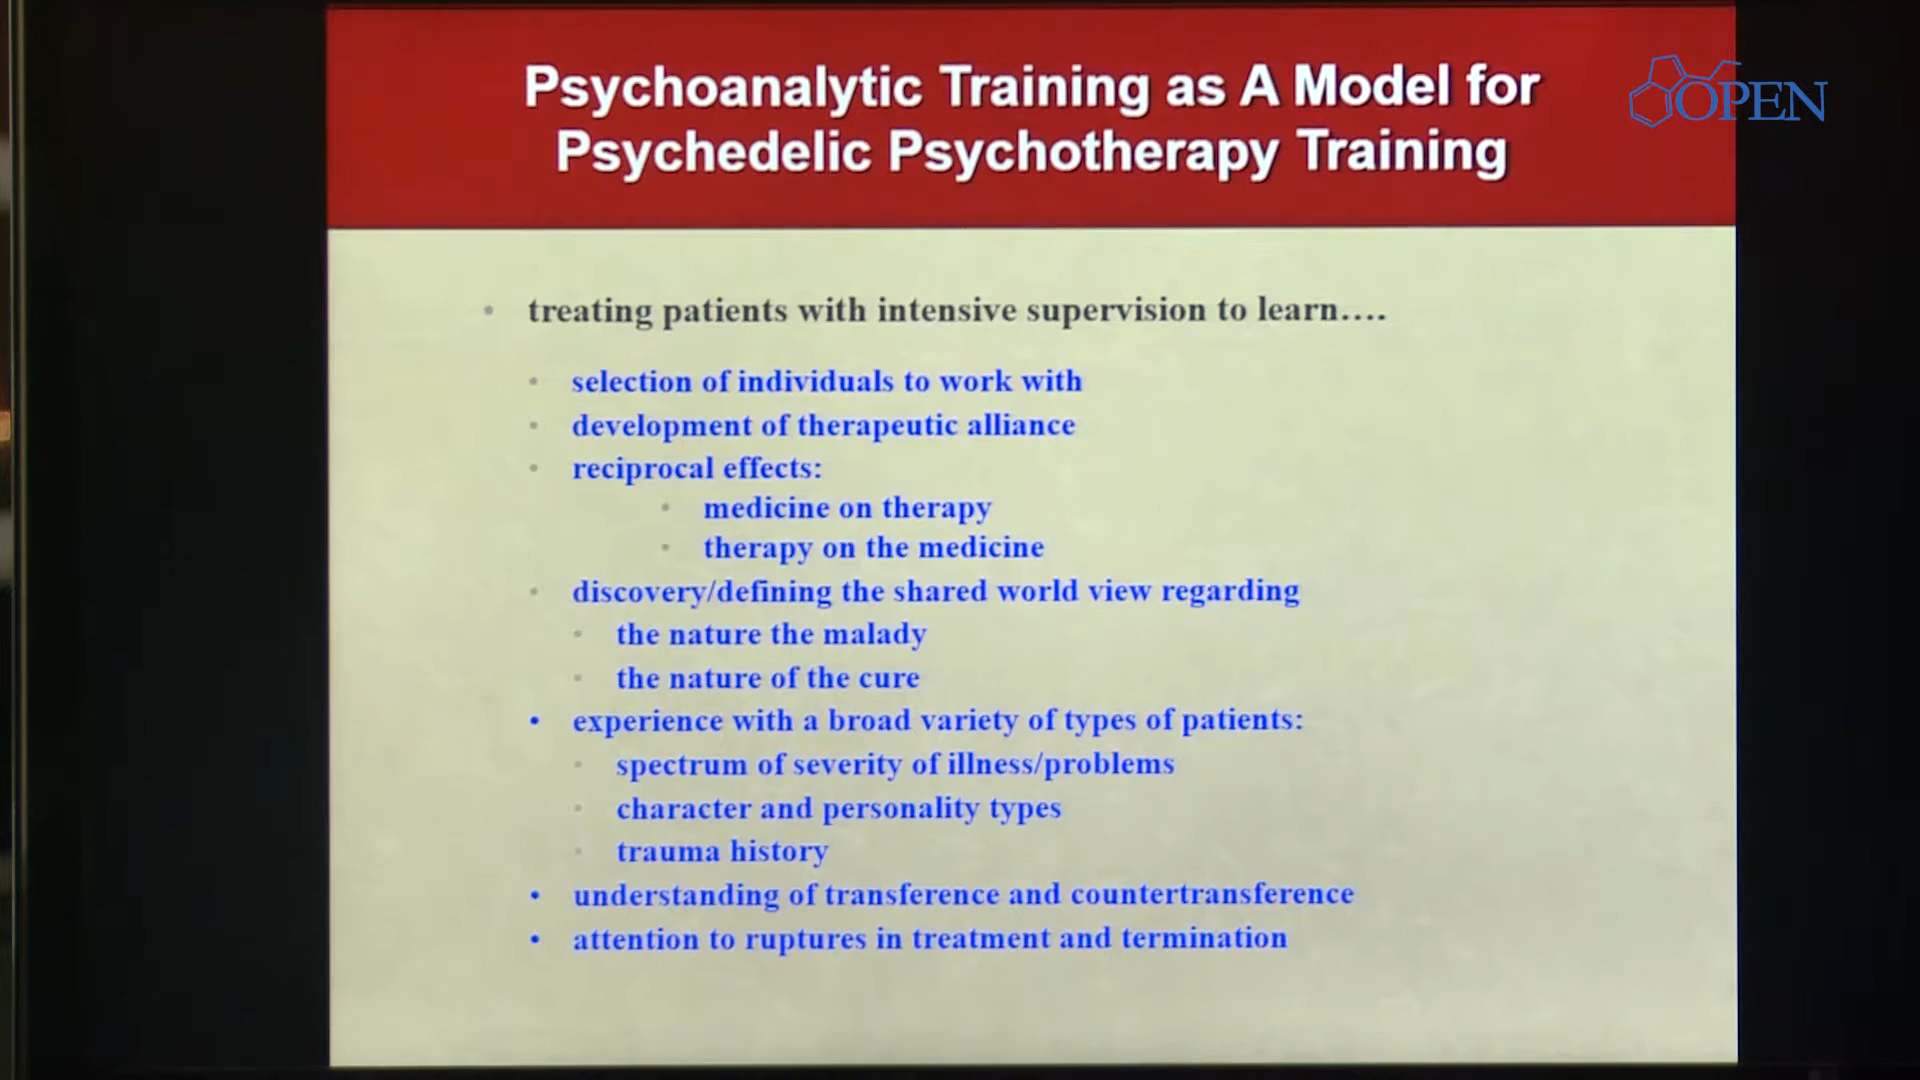 Psychoanalytic Training as A Model for
Psychedelic Psychotherapy Training
OPEN
treating patients with intensive supervision to learn….
selection of individuals to work with
development of therapeutic alliance
reciprocal effects:
medicine on therapy
therapy on the medicine
discovery/defining the shared world view regarding
the nature the malady
the nature of the cure
experience with a broad variety of types of patients:
spectrum of severity of illness/problems
character and personality types
trauma history
understanding of transference and countertransference
attention to ruptures in treatment and termination